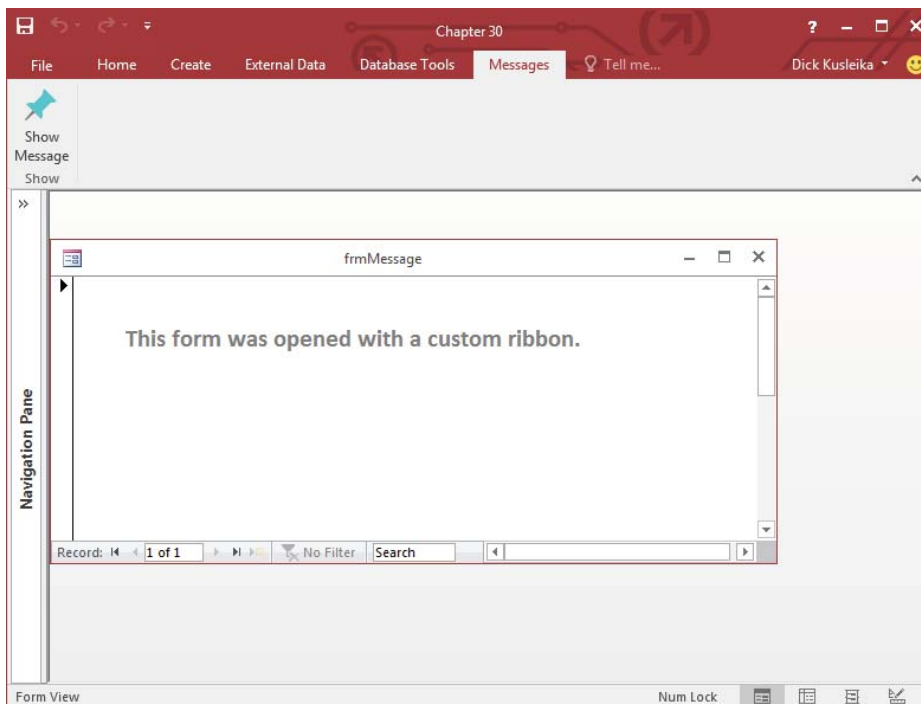 Chapter 30
?
File Home Create External Data Database Tools Messages Tell me... Dick Kusleika
Show
Message
Show
»
Navigation Pane
frmMessage
This form was opened with a custom ribbon.
Record: 1 of 1 No Filter Search
Form View Num Lock